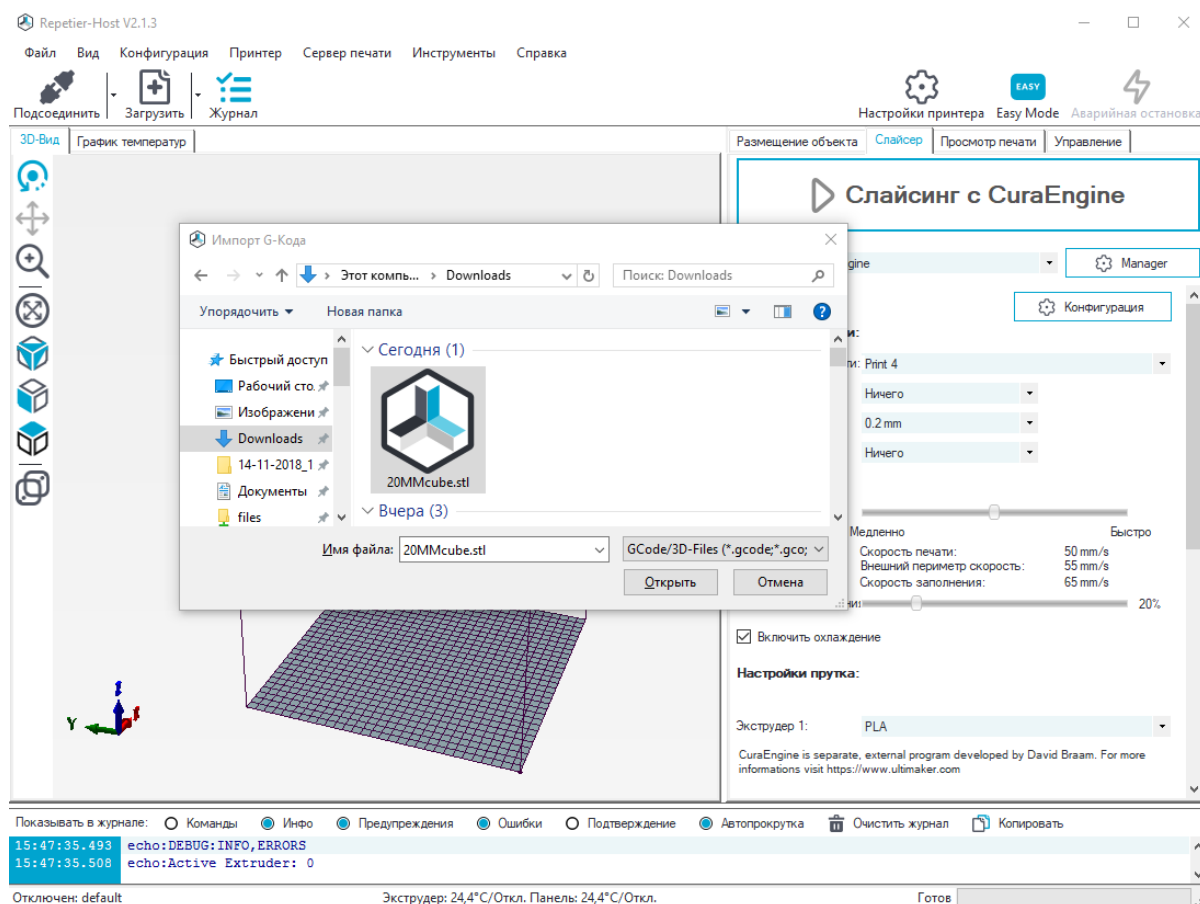 Repetier-Host V2.1.3
Файл Вид Конфигурация Принтер Сервер печати Инструменты Справка
Подсоединить Загрузить Журнал Настройки принтера EASY Easy Mode Аварийная остановка
3D-Вид График температур
Размещение объекта Слайсер Просмотр печати Управление
Слайсинг с CuraEngine
gine Manager
Конфигурация
Импорт G-Кода
Этот компь... Downloads Поиск: Downloads
Упорядочить Новая папка
Быстрый доступ
Рабочий сто.
Изображени
Downloads
14-11-2018_1
Документы
files
Сегодня (1)
20MMcube.stl
Вчера (3)
Имя файла: 20MMcube.stl GCode/3D-Files (*.gcode;*.gco;
Открыть Отмена
и:
ти: Print 4
Ничего
0.2 mm
Ничего
Медленно Быстро
Скорость печати: 50 mm/s
Внешний периметр скорость: 55 mm/s
Скорость заполнения: 65 mm/s
ни: 20%
Включить охлаждение
Настройки прутка:
Экструдер 1: PLA
CuraEngine is separate, external program developed by David Braam. For more
informations visit https://www.ultimaker.com
Z
Y
Показывать в журнале: Команды Инфо Предупреждения Ошибки Подтверждение Автопрокрутка Очистить журнал Копировать
15:47:35.493 echo:DEBUG:INFO,ERRORS
15:47:35.508 echo:Active Extruder: 0
Отключен: default Экструдер: 24,4°C/Откл. Панель: 24,4°C/Откл. Готов